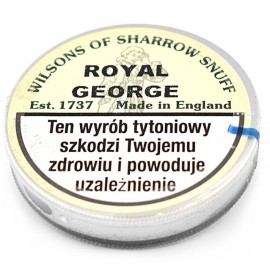 WILSONS OF SHARROW SNUFF
ROYAL
GEORGE
Est. 1737 Made in England
Ten wyrób tytoniowy
szkodzi Twojemu
zdrowiu i powoduje
uzależnienie